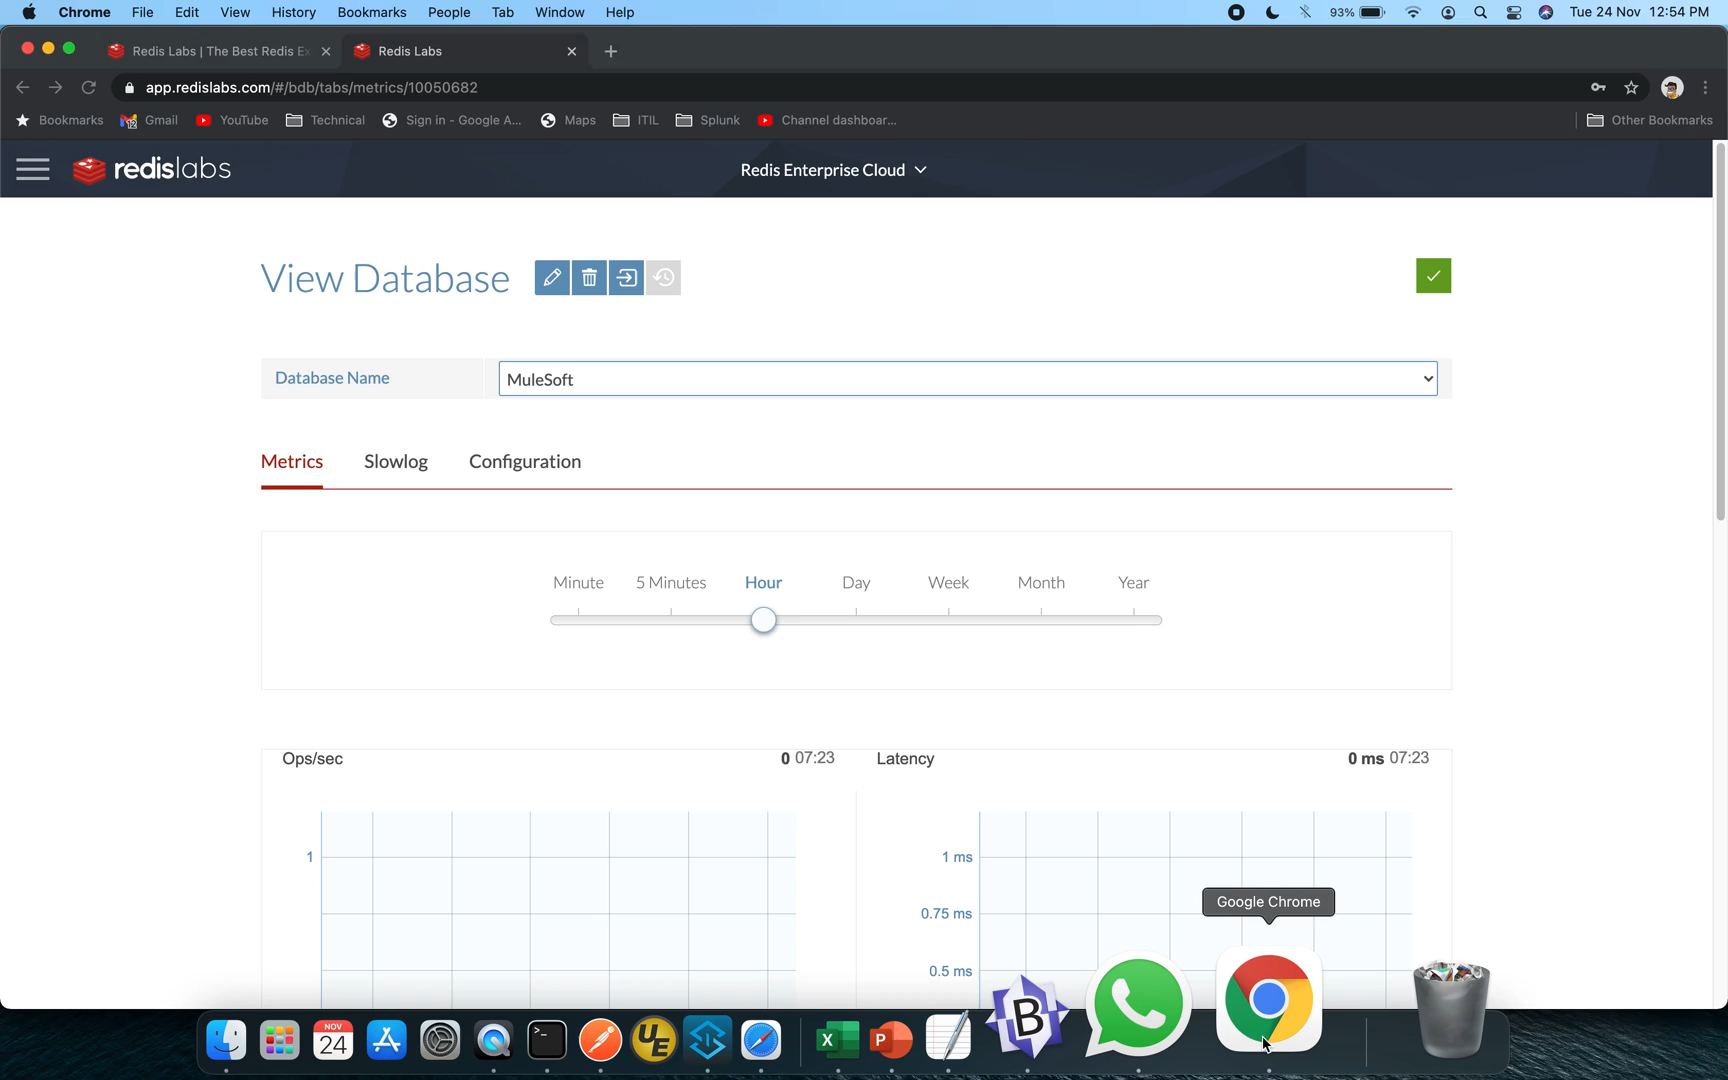 Chrome File Edit View History Bookmarks People Tab Window Help 93% Tue 24 Nov 12:54 PM
Redis Labs | The Best Redis Ex Redis Labs
app.redislabs.com/#/bdb/tabs/metrics/10050682
Bookmarks Gmail YouTube Technical Sign in - Google A... Maps ITIL Splunk Channel dashboar... Other Bookmarks
redislabs Redis Enterprise Cloud
View Database
Database Name MuleSoft
Metrics Slowlog Configuration
Minute 5 Minutes Hour Day Week Month Year
Ops/sec 0 07:23 Latency 0 ms 07:23
1 1 ms
Google Chrome
0.75 ms
0.5 ms
NOV
24
UE
X
P
B